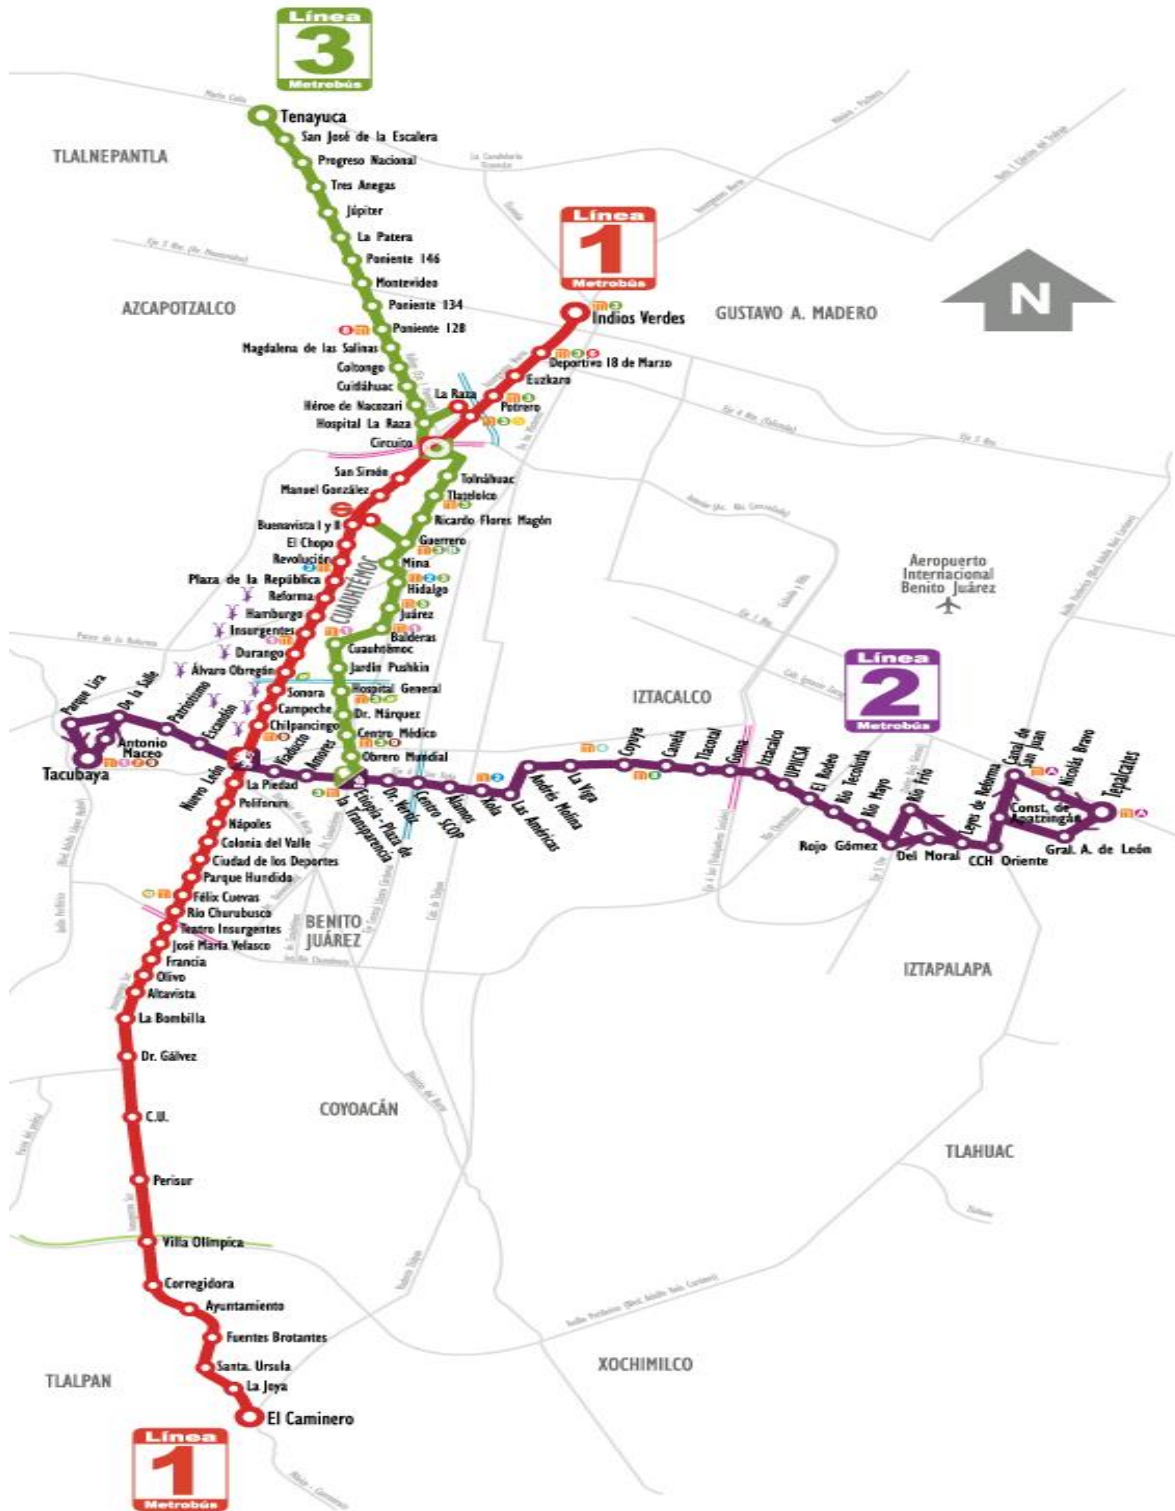 Línea
3
Metrobús
Tenayuca
San José de la Escalera
TLALNEPANTLA
Progreso Nacional
Tres Anegas
Júpiter
La Patera
Poniente 146
Montevideo
Poniente 134
Poniente 128
Magdalena de las Salinas
Coltongo
Cuitláhuac
Héroe de Nacozari
Hospital La Raza
Circuito
AZCAPOTZALCO
Línea
1
Metrobús
Indios Verdes
GUSTAVO A. MADERO
N
Deportivo 18 de Marzo
Euzkaro
Potrero
La Raza
San Simón
Manuel González
Buenavista I y II
El Chopo
Revolución
Plaza de la República
Reforma
Hamburgo
Insurgentes
Durango
Álvaro Obregón
Sonora
Campeche
Chilpancingo
CUAUHTÉMOC
Tolnáhuac
Tlatelolco
Ricardo Flores Magón
Guerrero
Mina
Hidalgo
Juárez
Balderas
Cuauhtémoc
Jardín Pushkin
Hospital General
Dr. Márquez
Centro Médico
Obrero Mundial
Aeropuerto
Internacional
Benito Juárez
Línea
2
Metrobús
IZTACALCO
Parque Lira
De la Salle
Patriotismo
Escandón
Antonio
Maceo
Tacubaya
Nuevo León
Viaducto
Amores
Etiopía - Plaza de
la Transparencia
Dr. Vértiz
Centro SCOP
Álamos
Xola
Las Américas
Andrés Molina
La Viga
Coyuya
Canela
Tlacotal
Goma
Iztacalco
UPIICSA
El Rodeo
Río Tecolutla
Río Mayo
Rojo Gómez
Río Frío
Del Moral
Leyes de Reforma
CCH Oriente
Canal de
San Juan
Const. de
Apatzingán
Nicolás Bravo
Gral. A. de León
Tepalcates
La Piedad
Poliforum
Nápoles
Colonia del Valle
Ciudad de los Deportes
Parque Hundido
Félix Cuevas
Río Churubusco
Teatro Insurgentes
José María Velasco
Francia
Olivo
Altavista
La Bombilla
Dr. Gálvez
C.U.
Perisur
Villa Olímpica
Corregidora
Ayuntamiento
Fuentes Brotantes
Santa. Ursula
La Joya
El Caminero
BENITO
JUÁREZ
IZTAPALAPA
COYOACÁN
TLAHUAC
XOCHIMILCO
TLALPAN
Línea
1
Metrobús